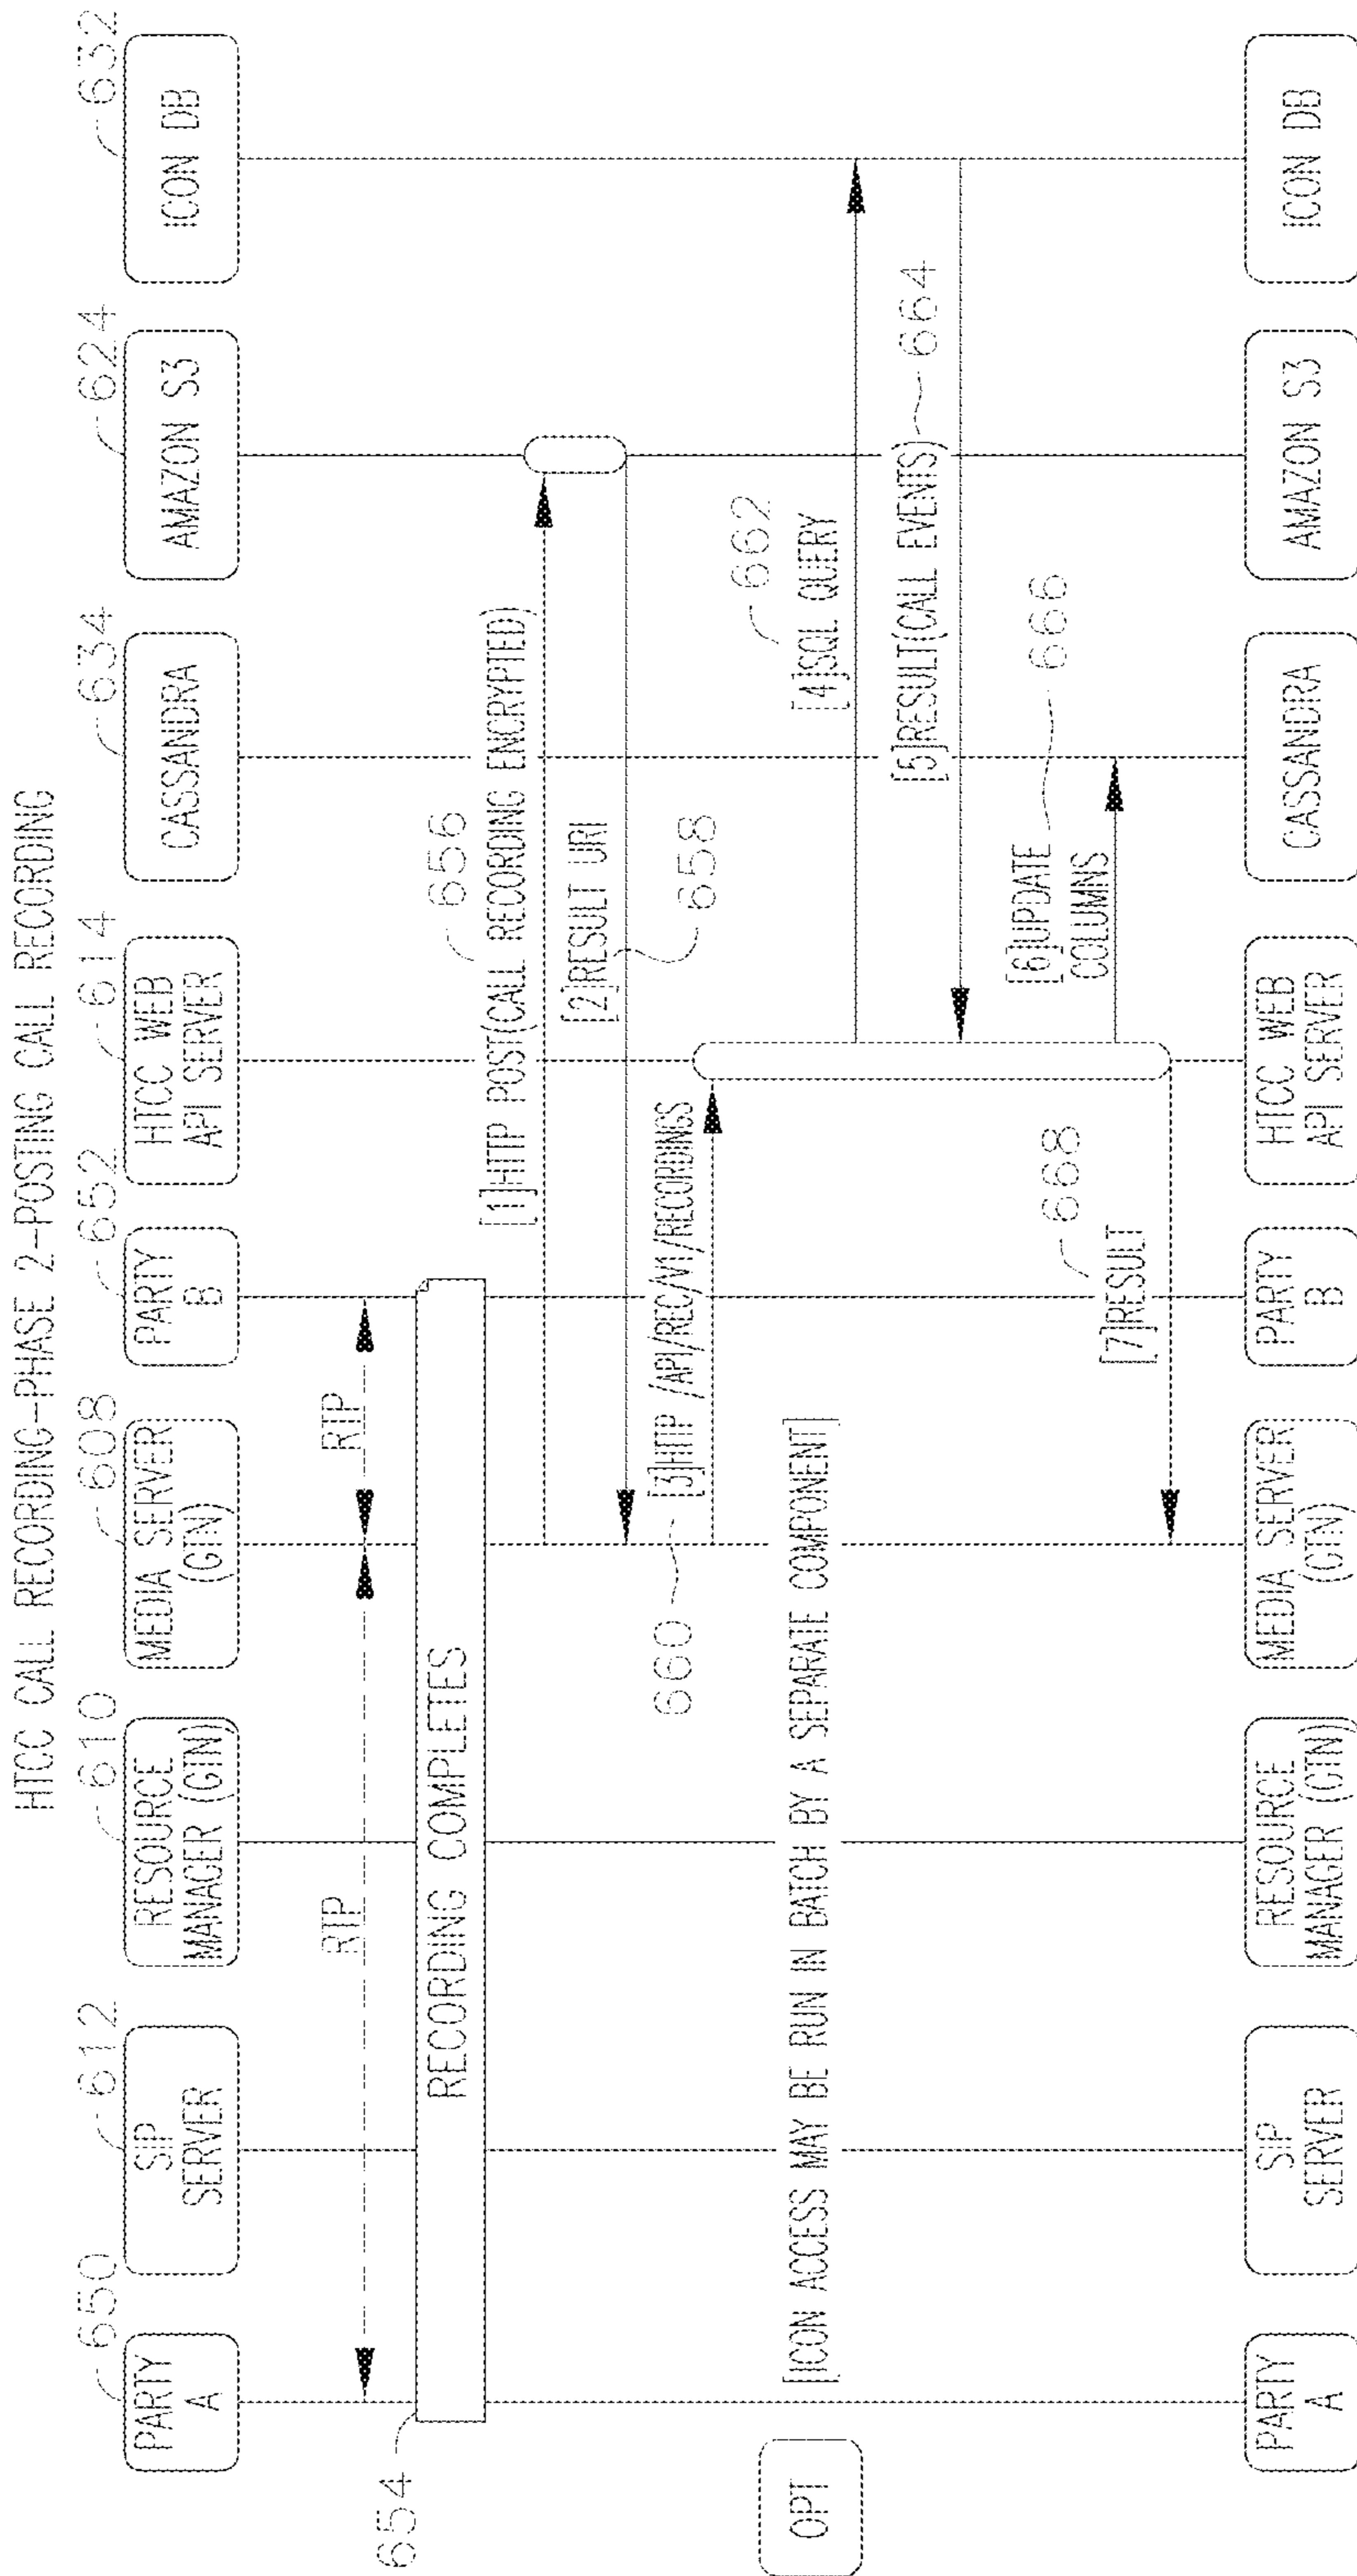 HTCC CALL RECORDING-PHASE 2-POSTING CALL RECORDING
650
612
610
608
652
614
634
624
632
PARTY
A
SIP
SERVER
RESOURCE
MANAGER (GTN)
MEDIA SERVER
(GTN)
PARTY
B
HTCC WEB
API SERVER
CASSANDRA
AMAZON S3
ICON DB
RTP
RTP
654
RECORDING COMPLETES
656
[1]HTTP POST(CALL RECORDING ENCRYPTED)
[2]RESULT URI
658
660
[3]HTTP /API/REC/V1/RECORDINGS
662
[4]SQL QUERY
OPT
[ICON ACCESS MAY BE RUN IN BATCH BY A SEPARATE COMPONENT]
[5]RESULT(CALL EVENTS)
664
[6]UPDATE
COLUMNS
666
668
[7]RESULT
PARTY
A
SIP
SERVER
RESOURCE
MANAGER (GTN)
MEDIA SERVER
(GTN)
PARTY
B
HTCC WEB
API SERVER
CASSANDRA
AMAZON S3
ICON DB